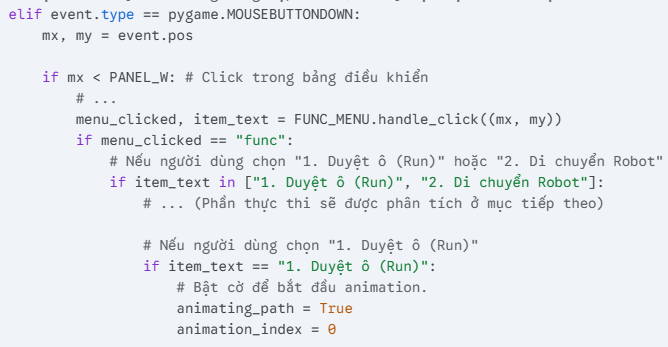 elif event.type == pygame.MOUSEBUTTONDOWN:
    mx, my = event.pos

    if mx < PANEL_W: # Click trong bảng điều khiển
        # ...
        menu_clicked, item_text = FUNC_MENU.handle_click((mx, my))
        if menu_clicked == "func":
            # Nếu người dùng chọn "1. Duyệt ô (Run)" hoặc "2. Di chuyển Robot"
            if item_text in ["1. Duyệt ô (Run)", "2. Di chuyển Robot"]:
                # ... (Phần thực thi sẽ được phân tích ở mục tiếp theo)

                # Nếu người dùng chọn "1. Duyệt ô (Run)"
                if item_text == "1. Duyệt ô (Run)":
                    # Bật cờ để bắt đầu animation.
                    animating_path = True
                    animation_index = 0